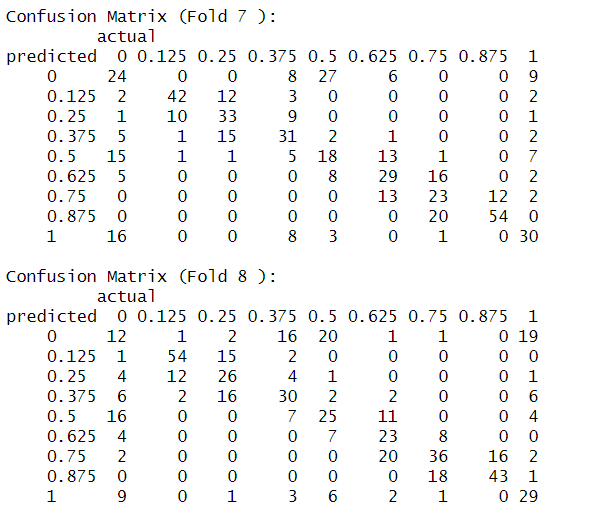 Confusion Matrix (Fold 7 ):
actual
predicted 0 0.125 0.25 0.375 0.5 0.625 0.75 0.875 1
0 24 0 0 8 27 6 0 0 9
0.125 2 42 12 3 0 0 0 0 2
0.25 1 10 33 9 0 0 0 0 1
0.375 5 1 15 31 2 1 0 0 2
0.5 15 1 1 5 18 13 1 0 7
0.625 5 0 0 0 8 29 16 0 2
0.75 0 0 0 0 0 13 23 12 2
0.875 0 0 0 0 0 0 20 54 0
1 16 0 0 8 3 0 1 0 30
Confusion Matrix (Fold 8 ):
actual
predicted 0 0.125 0.25 0.375 0.5 0.625 0.75 0.875 1
0 12 1 2 16 20 1 1 0 19
0.125 1 54 15 2 0 0 0 0 0
0.25 4 12 26 4 1 0 0 0 1
0.375 6 2 16 30 2 2 0 0 6
0.5 16 0 0 7 25 11 0 0 4
0.625 4 0 0 0 7 23 8 0 0
0.75 2 0 0 0 0 20 36 16 2
0.875 0 0 0 0 0 0 18 43 1
1 9 0 1 3 6 2 1 0 29